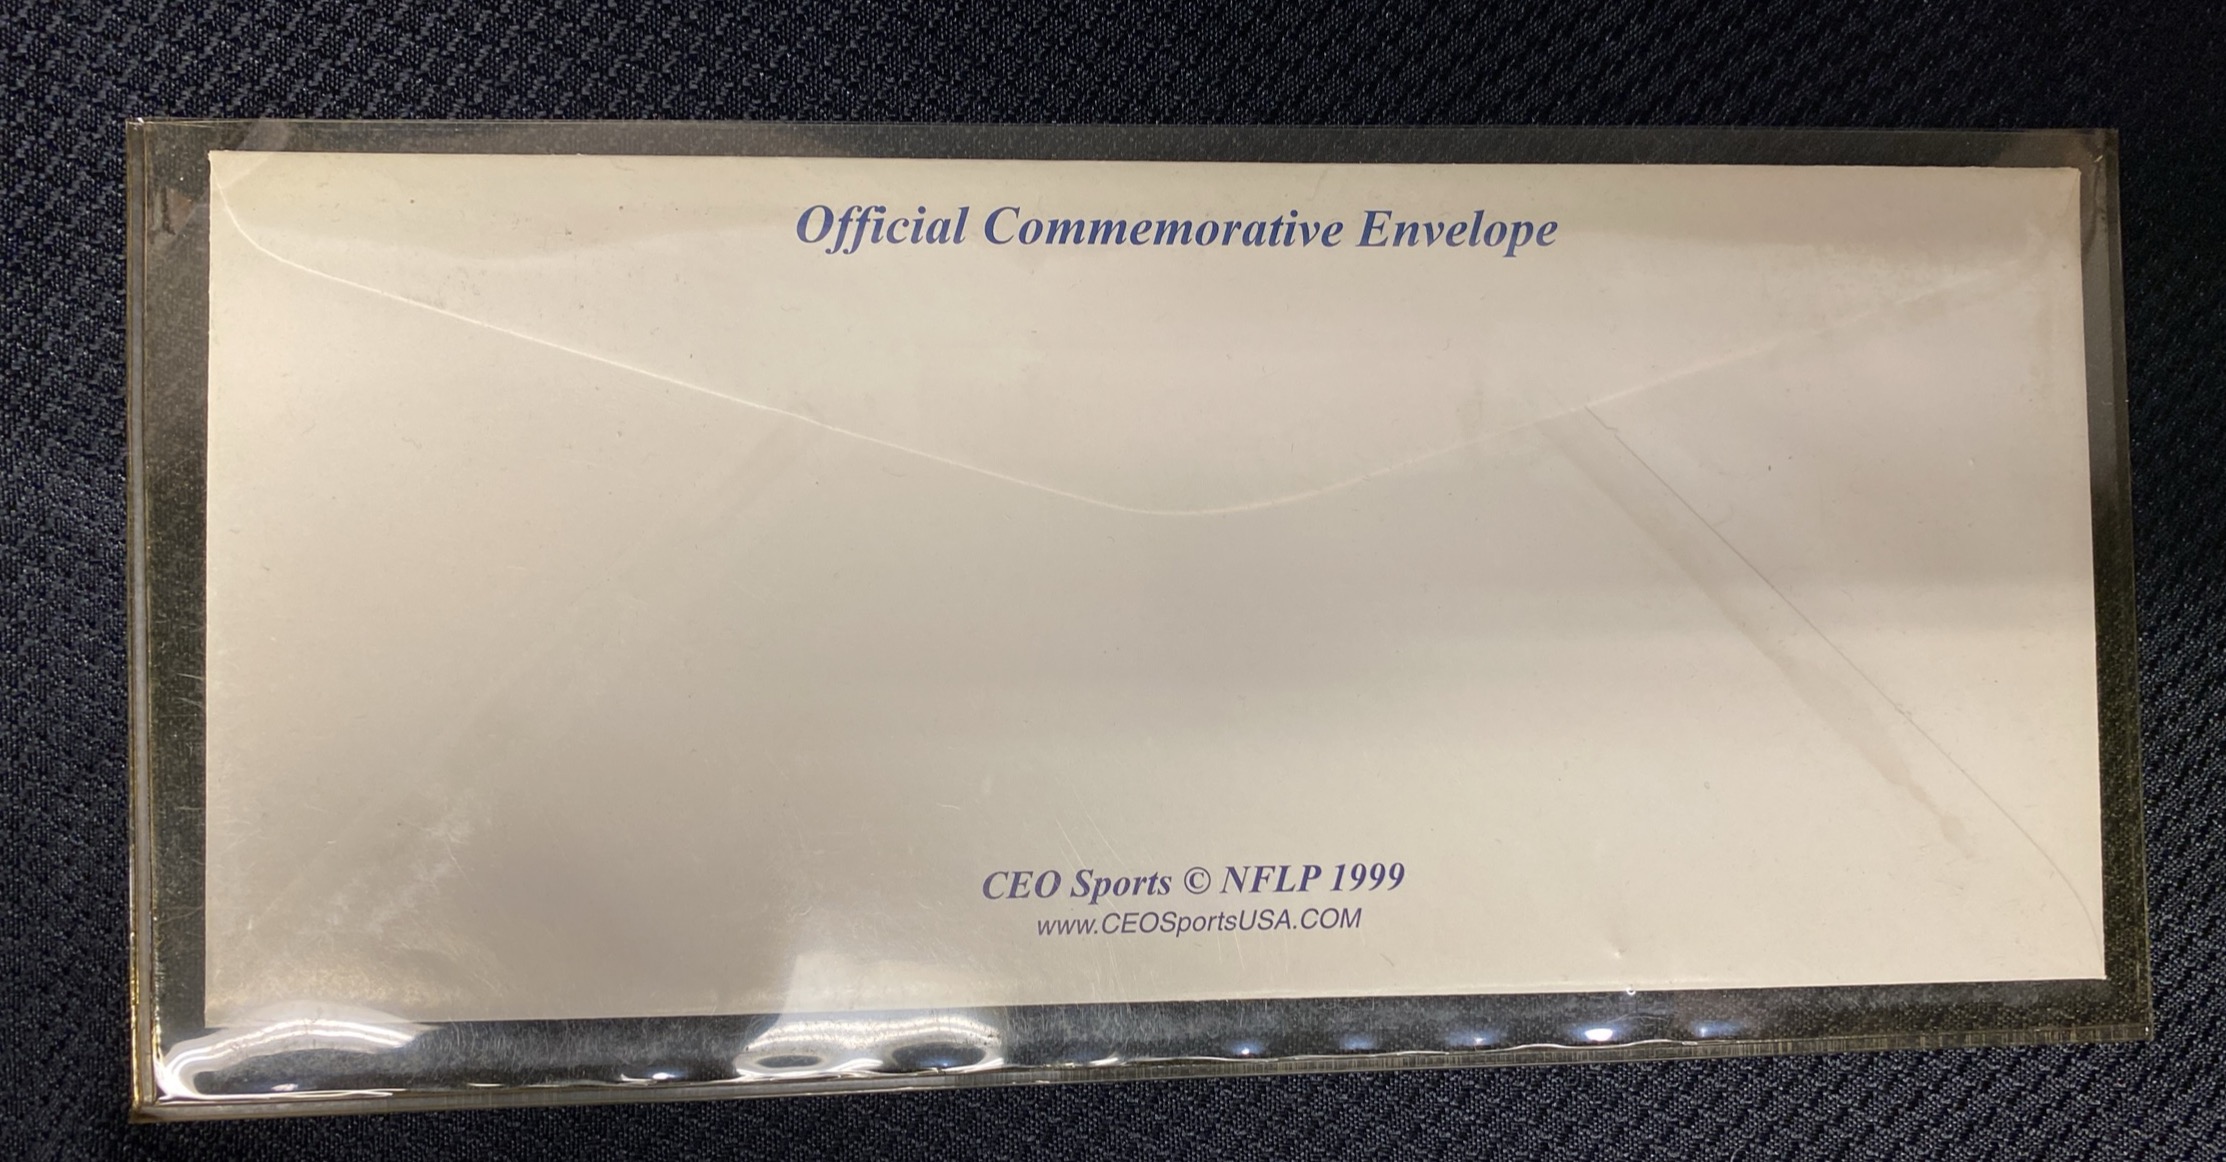 Official Commemorative Envelope
CEO Sports © NFLP 1999
www.CEOSportsUSA.COM